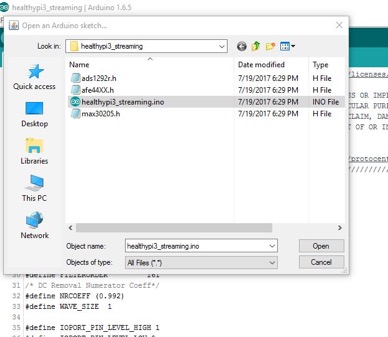 healthypi3_streaming | Arduino 1.6.5
Open an Arduino sketch...
Look in: healthypi3_streaming
Name Date modified Type
ads1292r.h 7/19/2017 6:29 PM H File
afe44XX.h 7/19/2017 6:29 PM H File
healthypi3_streaming.ino 7/19/2017 6:29 PM INO File
max30205.h 7/19/2017 6:29 PM H File
Quick access
Desktop
Libraries
This PC
Network
Object name: healthypi3_streaming.ino Open
Objects of type: All Files (*.*) Cancel
/licenses/
SS OR IMPL
CULAR PURP
CLAIM, DAM
T OF OR IN
/protocent
//////////
30 #define FILTERORDER 161
31 /* DC Removal Numerator Coeff*/
32 #define NRCOEFF (0.992)
33 #define WAVE_SIZE 1
34
35 #define IOPORT_PIN_LEVEL_HIGH 1